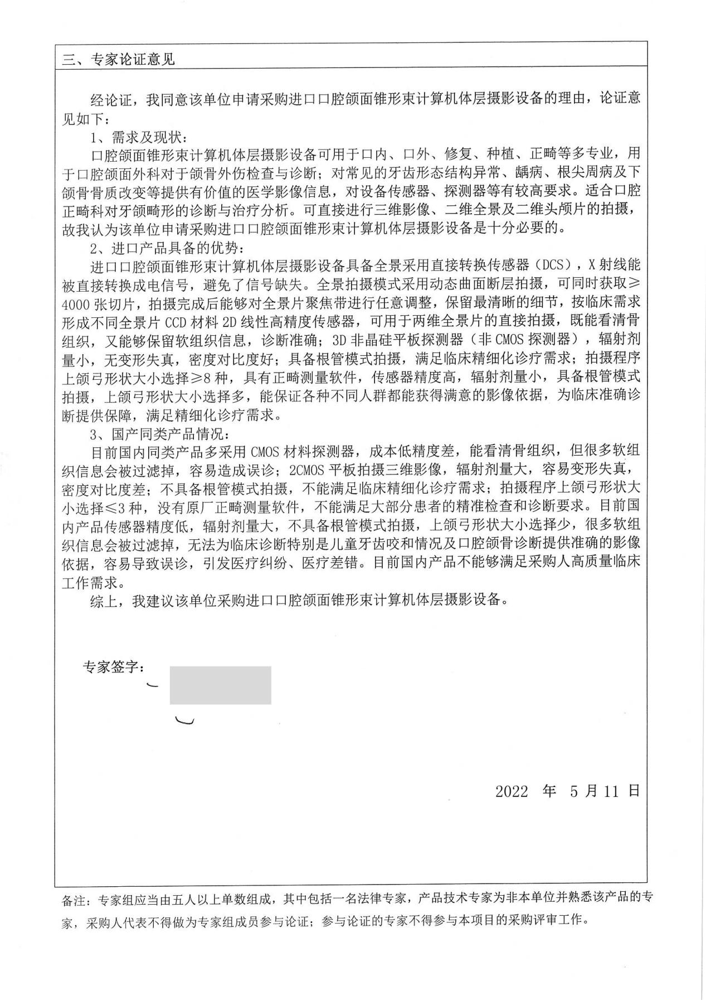 三、专家论证意见
经论证，我同意该单位申请采购进口口腔颌面锥形束计算机体层摄影设备的理由，论证意
见如下：
1、需求及现状：
口腔颌面锥形束计算机体层摄影设备可用于口内、口外、修复、种植、正畸等多专业，用
于口腔颌面外科对于颌骨外伤检查与诊断；对常见的牙齿形态结构异常、龋病、根尖周病及下
颌骨骨质改变等提供有价值的医学影像信息，对设备传感器、探测器等有较高要求。适合口腔
正畸科对牙颌畸形的诊断与治疗分析。可直接进行三维影像、二维全景及二维头颅片的拍摄，
故我认为该单位申请采购进口口腔颌面锥形束计算机体层摄影设备是十分必要的。
2、进口产品具备的优势：
进口口腔颌面锥形束计算机体层摄影设备具备全景采用直接转换传感器（DCS），X 射线能
被直接转换成电信号，避免了信号缺失。全景拍摄模式采用动态曲面断层拍摄，可同时获取≥
4000 张切片，拍摄完成后能够对全景片聚焦带进行任意调整，保留最清晰的细节，按临床需求
形成不同全景片 CCD 材料 2D 线性高精度传感器，可用于两维全景片的直接拍摄，既能看清骨
组织，又能够保留软组织信息，诊断准确；3D 非晶硅平板探测器（非 CMOS 探测器），辐射剂
量小，无变形失真，密度对比度好；具备根管模式拍摄，满足临床精细化诊疗需求；拍摄程序
上颌弓形状大小选择≥8 种，具有正畸测量软件，传感器精度高，辐射剂量小，具备根管模式
拍摄，上颌弓形状大小选择多，能保证各种不同人群都能获得满意的影像依据，为临床准确诊
断提供保障，满足精细化诊疗需求。
3、国产同类产品情况：
目前国内同类产品多采用 CMOS 材料探测器，成本低精度差，能看清骨组织，但很多软组
织信息会被过滤掉，容易造成误诊；2CMOS 平板拍摄三维影像，辐射剂量大，容易变形失真，
密度对比度差；不具备根管模式拍摄，不能满足临床精细化诊疗需求；拍摄程序上颌弓形状大
小选择≤3 种，没有原厂正畸测量软件，不能满足大部分患者的精准检查和诊断要求。目前国
内产品传感器精度低，辐射剂量大，不具备根管模式拍摄，上颌弓形状大小选择少，很多软组
织信息会被过滤掉，无法为临床诊断特别是儿童牙齿咬和情况及口腔颌骨诊断提供准确的影像
依据，容易导致误诊，引发医疗纠纷、医疗差错。目前国内产品不能够满足采购人高质量临床
工作需求。
综上，我建议该单位采购进口口腔颌面锥形束计算机体层摄影设备。
专家签字：
2022 年 5 月 11 日
备注：专家组应当由五人以上单数组成，其中包括一名法律专家，产品技术专家为非本单位并熟悉该产品的专
家，采购人代表不得做为专家组成员参与论证；参与论证的专家不得参与本项目的采购评审工作。